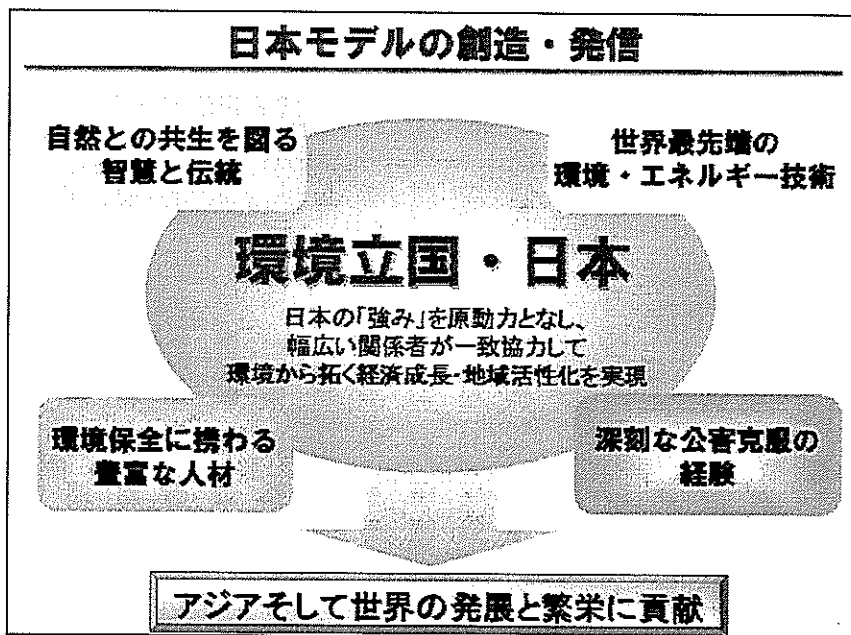 日本モデルの創造・発信
自然との共生を図る
智慧と伝統
世界最先端の
環境・エネルギー技術
環境立国・日本
日本の「強み」を原動力となし、
幅広い関係者が一致協力して
環境から拓く経済成長・地域活性化を実現
環境保全に携わる
豊富な人材
深刻な公害克服の
経験
アジアそして世界の発展と繁栄に貢献